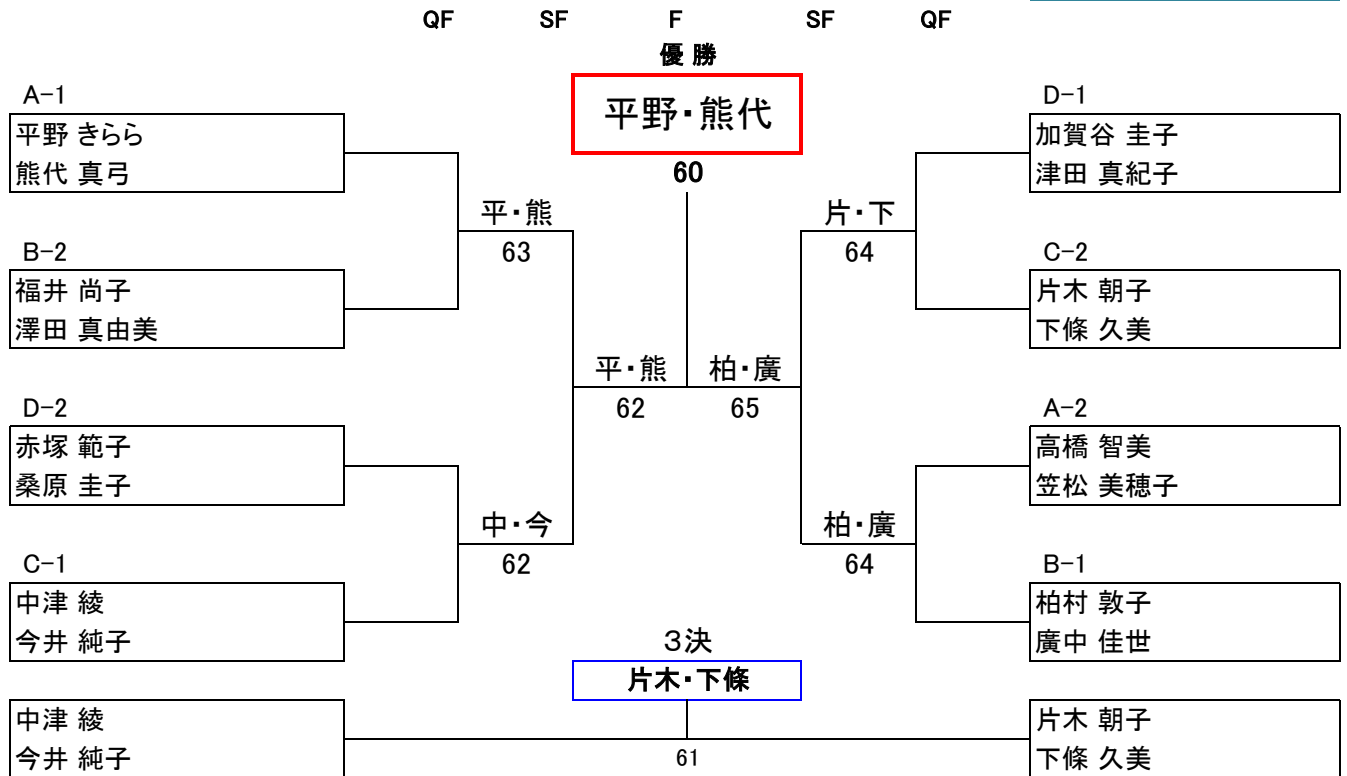 QF SF F SF QF
優 勝
平野・熊代
60
A-1
平野 きらら
熊代 真弓
B-2
福井 尚子
澤田 真由美
平・熊
63
D-2
赤塚 範子
桑原 圭子
C-1
中津 綾
今井 純子
中・今
62
平・熊
62
柏・廣
65
片・下
64
D-1
加賀谷 圭子
津田 真紀子
C-2
片木 朝子
下條 久美
A-2
高橋 智美
笠松 美穂子
柏・廣
64
B-1
柏村 敦子
廣中 佳世
３決
片木・下條
中津 綾
今井 純子
61
片木 朝子
下條 久美